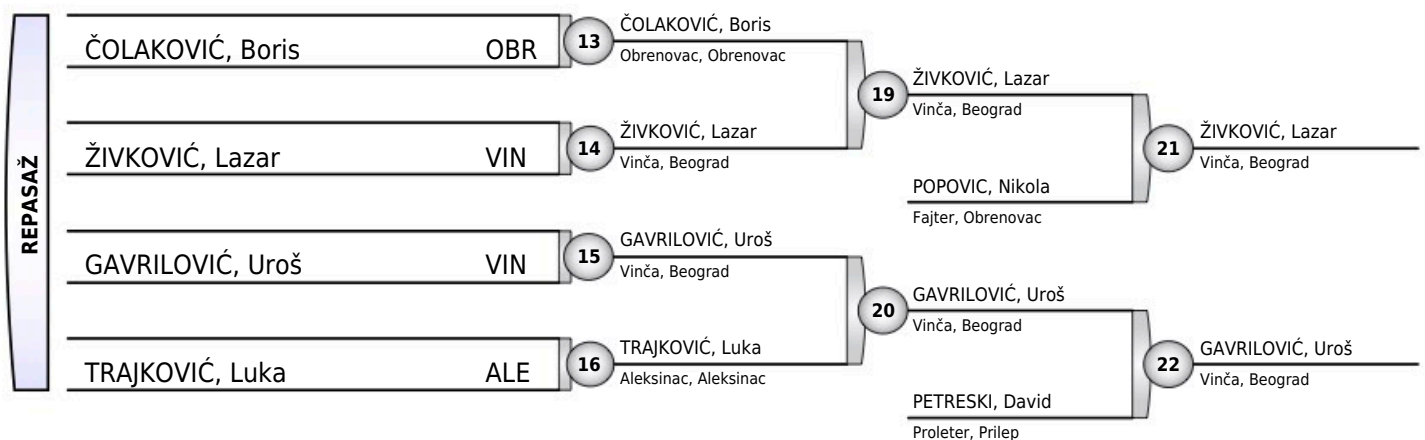 REPASAŽ
ČOLAKOVIĆ, Boris OBR
ŽIVKOVIĆ, Lazar VIN
GAVRILOVIĆ, Uroš VIN
TRAJKOVIĆ, Luka ALE
13
ČOLAKOVIĆ, Boris
Obrenovac, Obrenovac
14
ŽIVKOVIĆ, Lazar
Vinča, Beograd
15
GAVRILOVIĆ, Uroš
Vinča, Beograd
16
TRAJKOVIĆ, Luka
Aleksinac, Aleksinac
19
ŽIVKOVIĆ, Lazar
Vinča, Beograd
POPOVIC, Nikola
Fajter, Obrenovac
20
GAVRILOVIĆ, Uroš
Vinča, Beograd
PETRESKI, David
Proleter, Prilep
21
ŽIVKOVIĆ, Lazar
Vinča, Beograd
22
GAVRILOVIĆ, Uroš
Vinča, Beograd